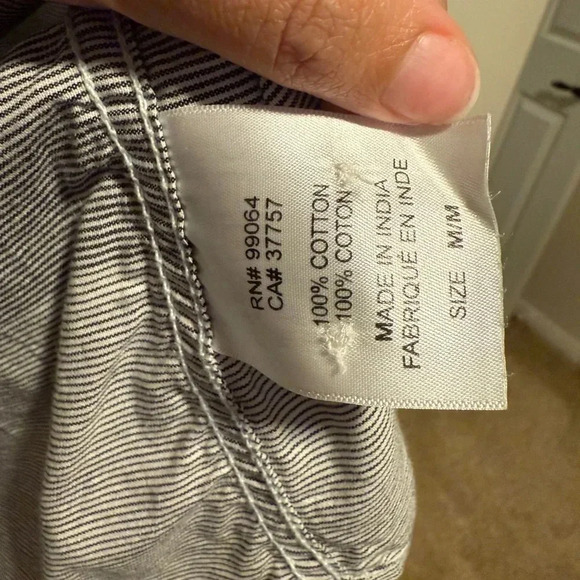 RN# 99064
CA# 37757
100% COTTON
100% COTON
MADE IN INDIA
FABRIQUÉ EN INDE
SIZE M/M